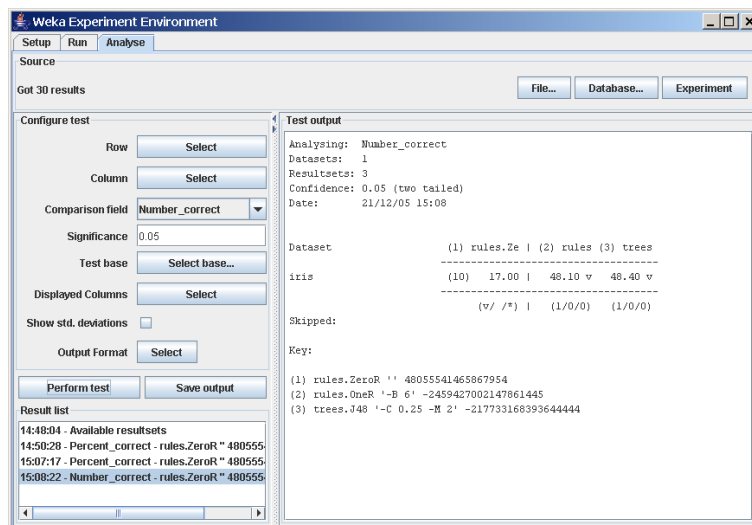 Weka Experiment Environment
Setup Run Analyse
Source
Got 30 results
File... Database... Experiment
Configure test
Row Select
Column Select
Comparison field Number_correct
Significance 0.05
Test base Select base...
Displayed Columns Select
Show std. deviations
Output Format Select
Perform test Save output
Result list
14:48:04 - Available resultsets
14:50:28 - Percent_correct - rules.ZeroR '' 480555
15:07:17 - Percent_correct - rules.ZeroR '' 480555
15:08:22 - Number_correct - rules.ZeroR '' 480555
Test output
Analysing: Number_correct
Datasets: 1
Resultsets: 3
Confidence: 0.05 (two tailed)
Date: 21/12/05 15:08
Dataset (1) rules.Ze | (2) rules (3) trees
iris (10) 17.00 | 48.10 v 48.40 v
(v/ /*) | (1/0/0) (1/0/0)
Skipped:
Key:
(1) rules.ZeroR '' 48055541465867954
(2) rules.OneR '-B 6' -2459427002147861445
(3) trees.J48 '-C 0.25 -M 2' -217733168393644444